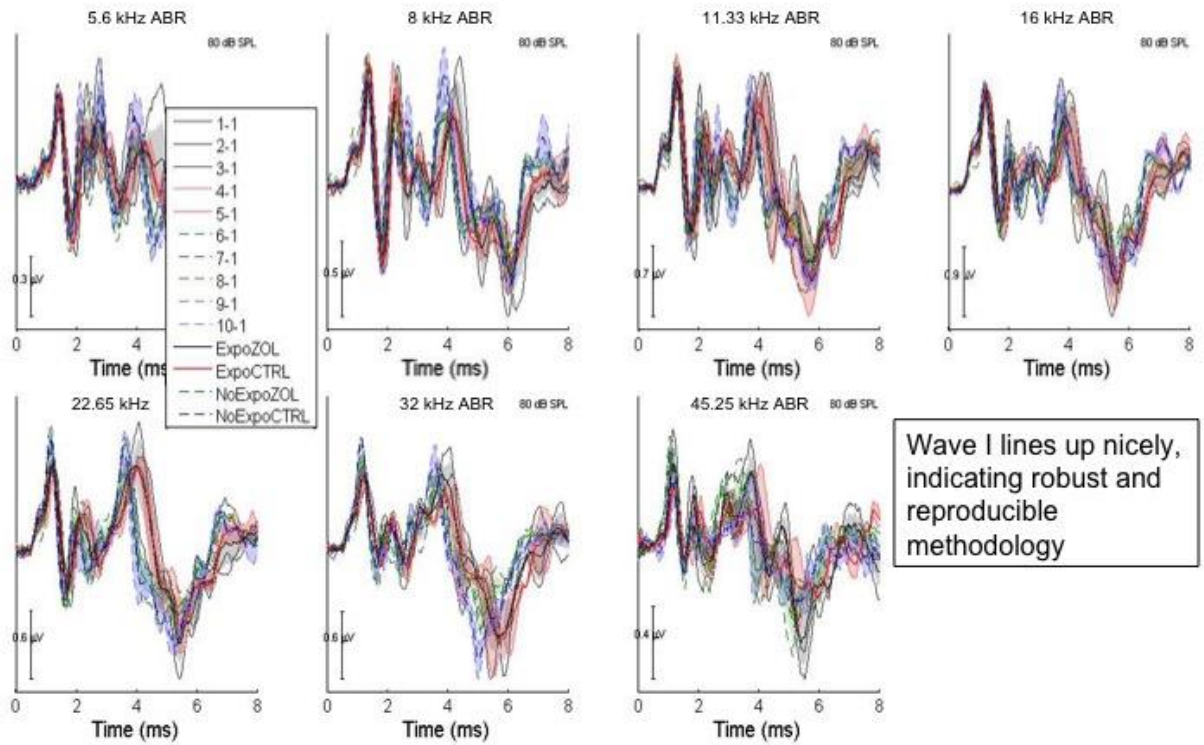 5.6 kHz ABR
80 dB SPL
0.3 µV
0 2 4 6 8
Time (ms)
8 kHz ABR
80 dB SPL
0.5 µV
0 2 4 6 8
Time (ms)
11.33 kHz ABR
80 dB SPL
0.7 µV
0 2 4 6 8
Time (ms)
16 kHz ABR
80 dB SPL
0.9 µV
0 2 4 6 8
Time (ms)
1-1
2-1
3-1
4-1
5-1
6-1
7-1
8-1
9-1
10-1
ExpoZOL
ExpoCTRL
NoExpoZOL
NoExpoCTRL
22.65 kHz
0.6 µV
0 2 4 6 8
Time (ms)
32 kHz ABR
80 dB SPL
0.6 µV
0 2 4 6 8
Time (ms)
45.25 kHz ABR
80 dB SPL
0.4 µV
0 2 4 6 8
Time (ms)
Wave I lines up nicely,
indicating robust and
reproducible
methodology